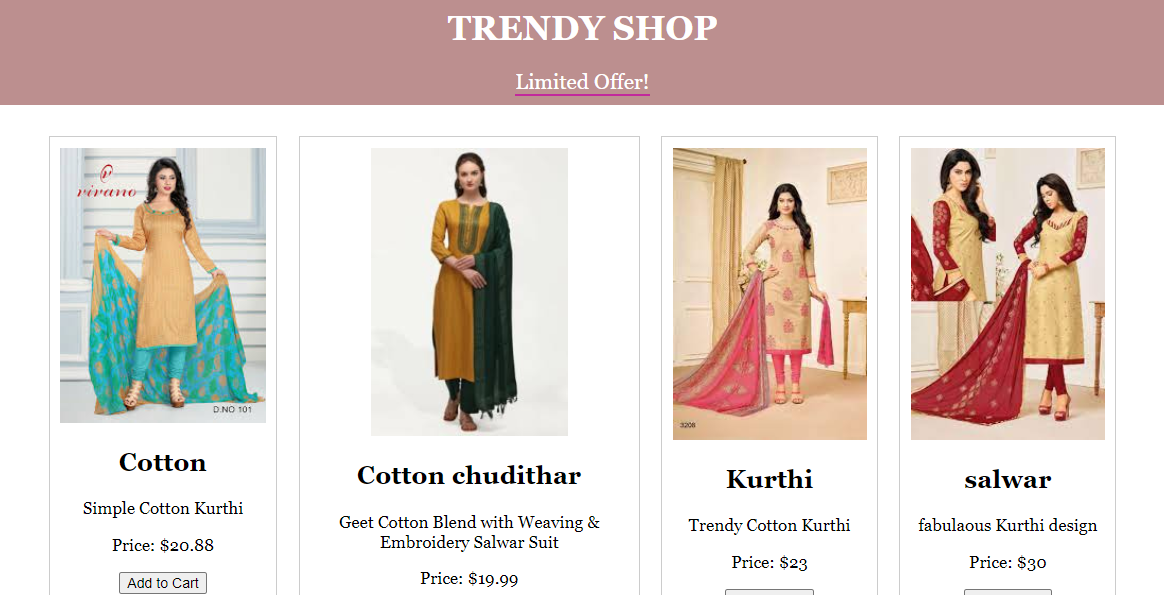 TRENDY SHOP
Limited Offer!
virano
D.NO 101
Cotton
Simple Cotton Kurthi
Price: $20.88
Add to Cart
Cotton chudithar
Geet Cotton Blend with Weaving &
Embroidery Salwar Suit
Price: $19.99
3208
Kurthi
Trendy Cotton Kurthi
Price: $23
salwar
fabulaous Kurthi design
Price: $30